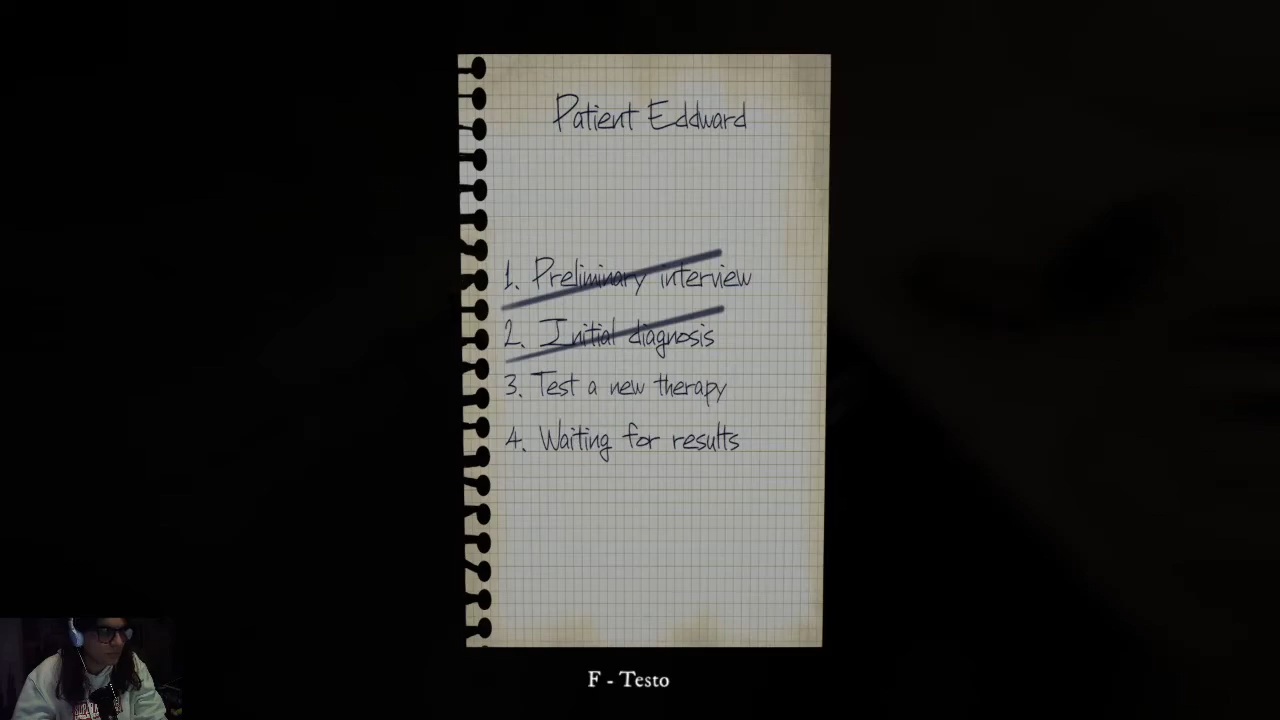 Patient Eddward
1. Preliminary interview
2. Initial diagnosis
3. Test a new therapy
4. Waiting for results
F - Testo